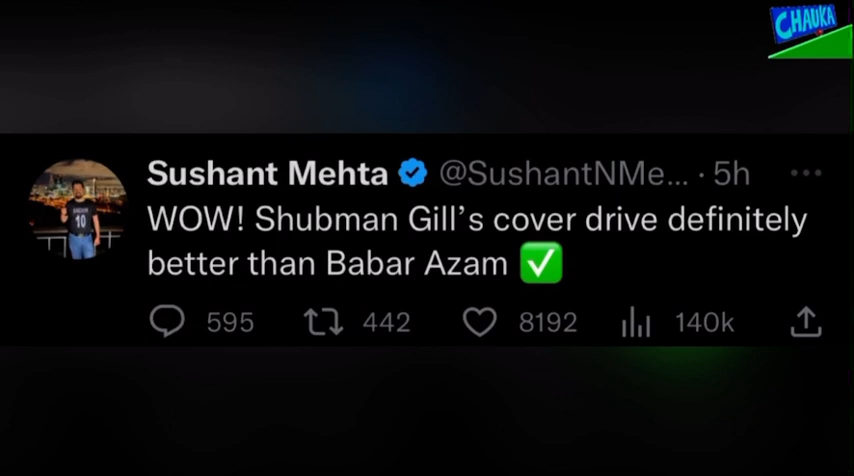 CHAUKA
Sushant Mehta @SushantNMe... · 5h
WOW! Shubman Gill’s cover drive definitely
better than Babar Azam ✅
595 442 8192 140k
10